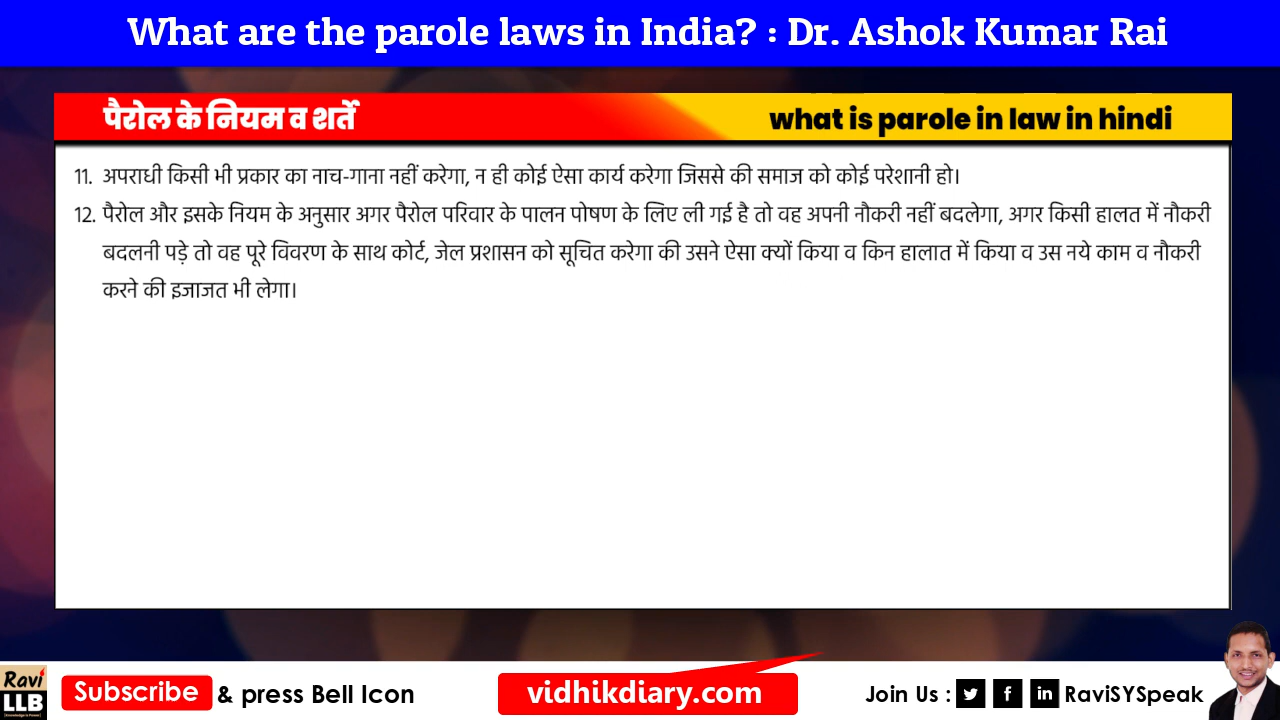 What are the parole laws in India? : Dr. Ashok Kumar Rai
पैरोल के नियम व शर्ते
what is parole in law in hindi
11. अपराधी किसी भी प्रकार का नाच-गाना नहीं करेगा, न ही कोई ऐसा कार्य करेगा जिससे की समाज को कोई परेशानी हो।
12. पैरोल और इसके नियम के अनुसार अगर पैरोल परिवार के पालन पोषण के लिए ली गई है तो वह अपनी नौकरी नहीं बदलेगा, अगर किसी हालत में नौकरी
बदलनी पड़े तो वह पूरे विवरण के साथ कोर्ट, जेल प्रशासन को सूचित करेगा की उसने ऐसा क्यों किया व किन हालात में किया व उस नये काम व नौकरी
करने की इजाजत भी लेगा।
Ravi
LLB
Subscribe & press Bell Icon
vidhikdiary.com
Join Us : RaviSYSpeak